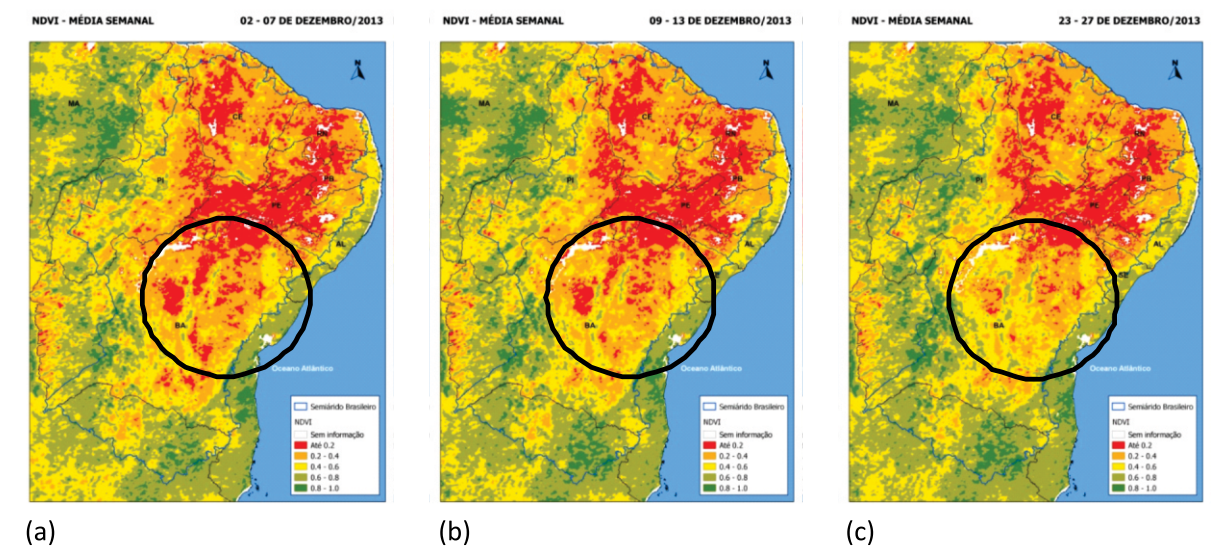 NDVI - MÉDIA SEMANAL 02 - 07 DE DEZEMBRO/2013
N
MA
CE
RN
PI
PB
PE
AL
SE
BA
Oceano Atlântico
Semiárido Brasileiro
NDVI
Sem informação
Até 0.2
0.2 - 0.4
0.4 - 0.6
0.6 - 0.8
0.8 - 1.0
(a)
NDVI - MÉDIA SEMANAL 09 - 13 DE DEZEMBRO/2013
N
MA
CE
RN
PI
PB
PE
AL
SE
BA
Oceano Atlântico
Semiárido Brasileiro
NDVI
Sem informação
Até 0.2
0.2 - 0.4
0.4 - 0.6
0.6 - 0.8
0.8 - 1.0
(b)
NDVI - MÉDIA SEMANAL 23 - 27 DE DEZEMBRO/2013
N
MA
CE
RN
PI
PB
PE
AL
SE
BA
Oceano Atlântico
Semiárido Brasileiro
NDVI
Sem informação
Até 0.2
0.2 - 0.4
0.4 - 0.6
0.6 - 0.8
0.8 - 1.0
(c)